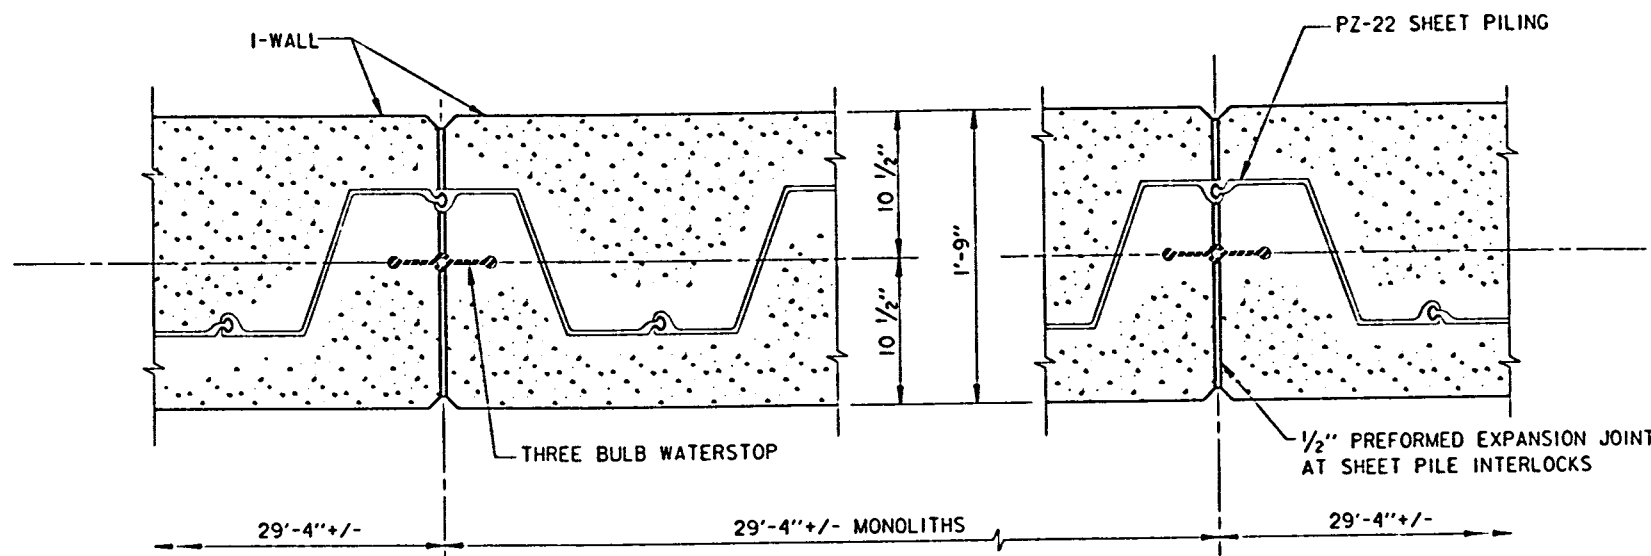 I-WALL
PZ-22 SHEET PILING
10 1/2"
10 1/2"
1'-9"
THREE BULB WATERSTOP
1/2" PREFORMED EXPANSION JOINT
AT SHEET PILE INTERLOCKS
29'-4"+/-
29'-4"+/- MONOLITHS
29'-4"+/-